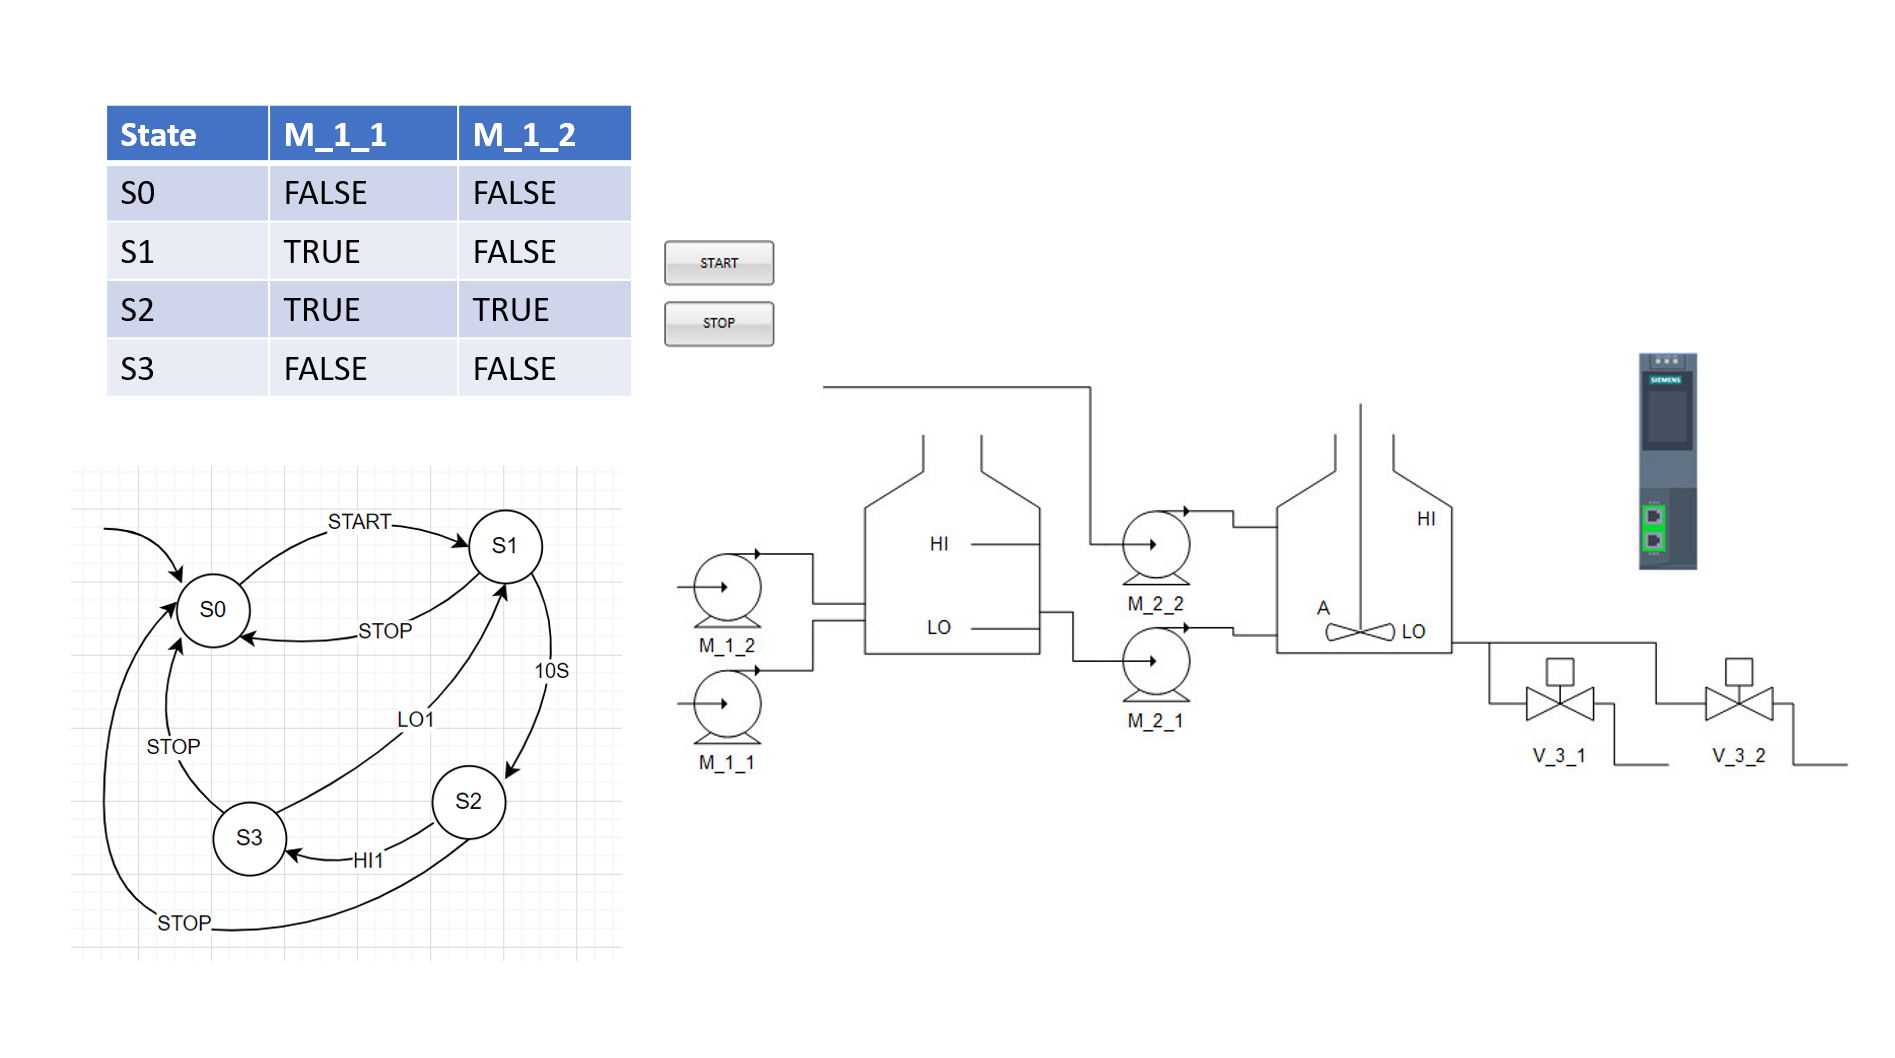 State M_1_1 M_1_2
S0 FALSE FALSE
S1 TRUE FALSE
S2 TRUE TRUE
S3 FALSE FALSE
START
STOP
START
S1
S0
STOP
10S
LO1
STOP
S2
S3
HI1
STOP
SIEMENS
HI
LO
M_1_2
M_1_1
M_2_2
M_2_1
HI
A
LO
V_3_1
V_3_2